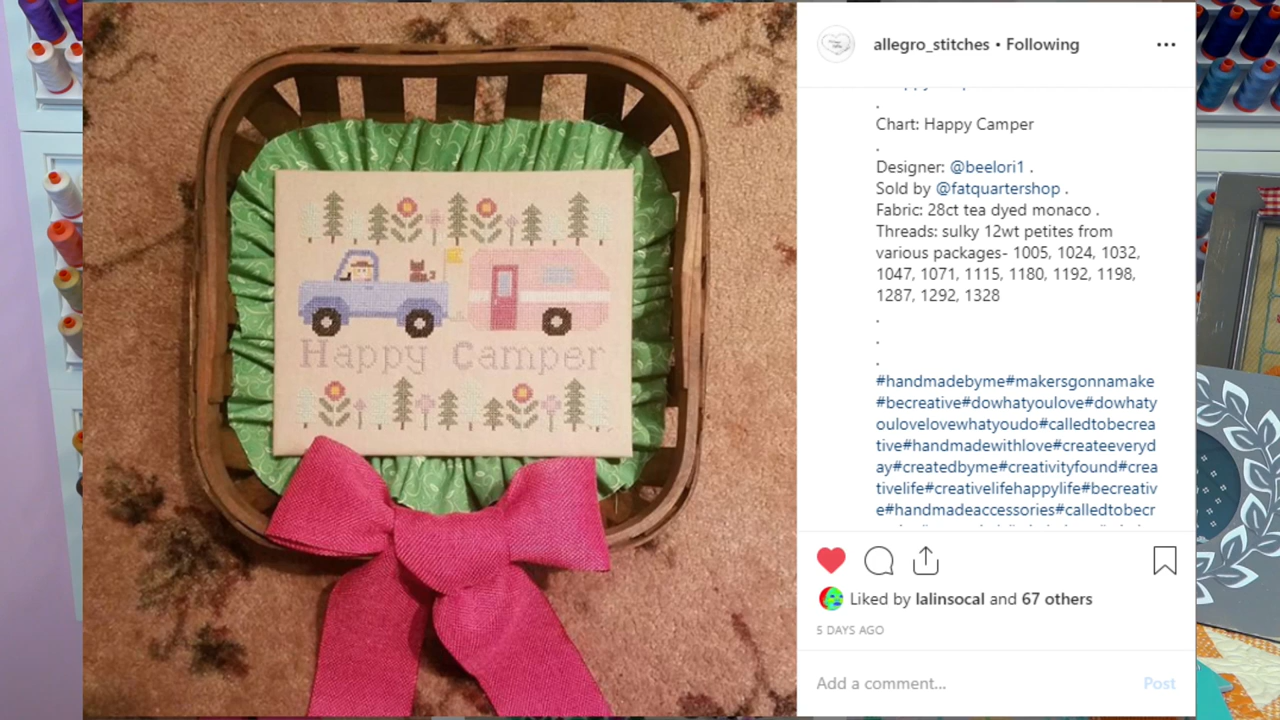 Happy Camper
allegro_stitches • Following
.
Chart: Happy Camper
.
Designer: @beelori1 .
Sold by @fatquartershop .
Fabric: 28ct tea dyed monaco .
Threads: sulky 12wt petites from
various packages- 1005, 1024, 1032,
1047, 1071, 1115, 1180, 1192, 1198,
1287, 1292, 1328
.
.
.
#handmadebyme#makersgonnamake
#becreative#dowhatyoulove#dowhaty
oulovelovewhatyoudo#calledtobecrea
tive#handmadewithlove#createeveryd
ay#createdbyme#creativityfound#crea
tivelife#creativelifehappylife#becreativ
e#handmadeaccessories#calledtobecr
Liked by lalinsocal and 67 others
5 DAYS AGO
Add a comment... Post